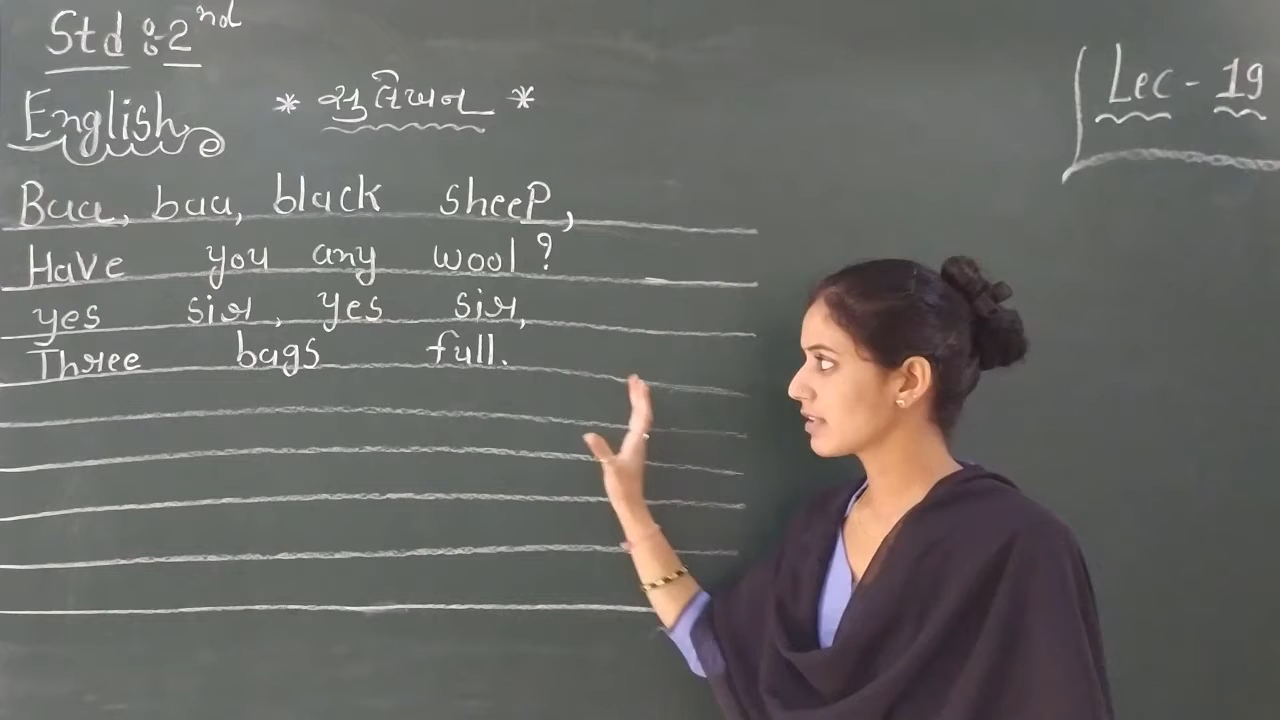 Std : 2nd
Lec - 19
English
* સુલેખન *
Baa, baa, black sheeP,
HaVe you any wool?
yes sir, yes sir,
Three bags full.